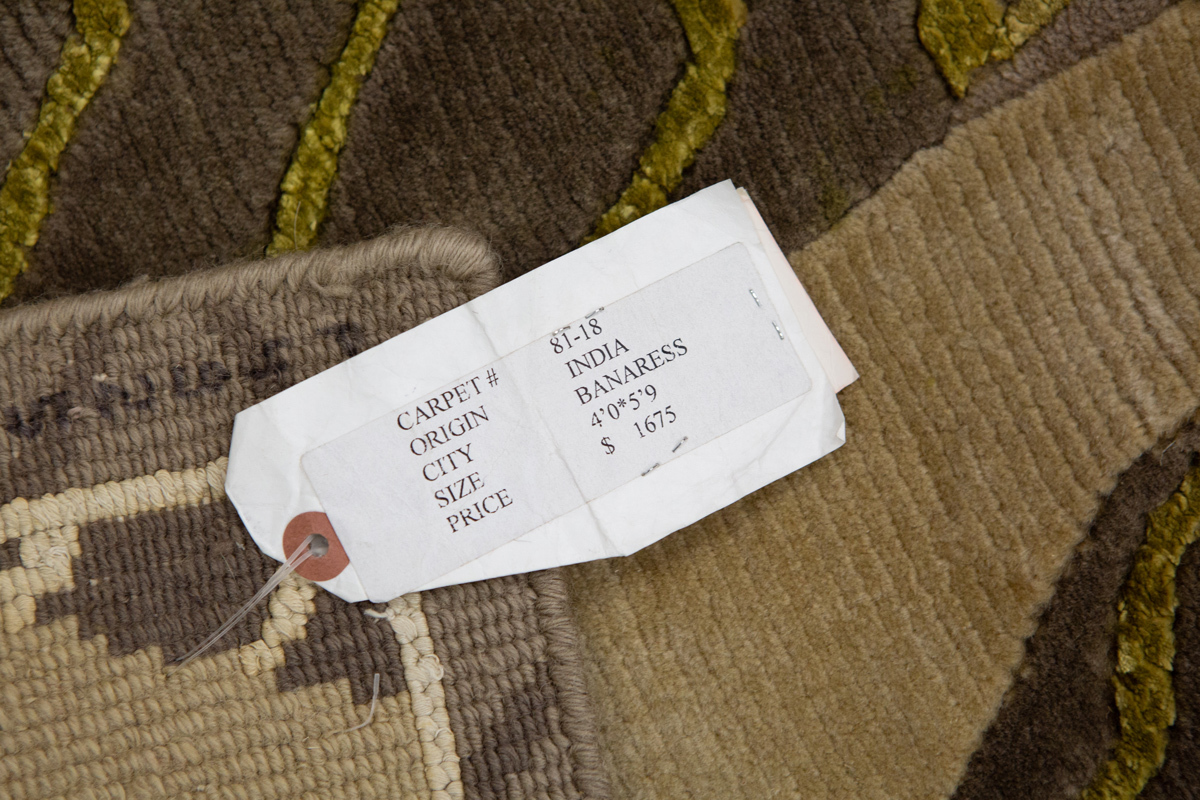 CARPET # 81-18
ORIGIN INDIA
CITY BANARESS
SIZE 4'0*5'9
PRICE $ 1675